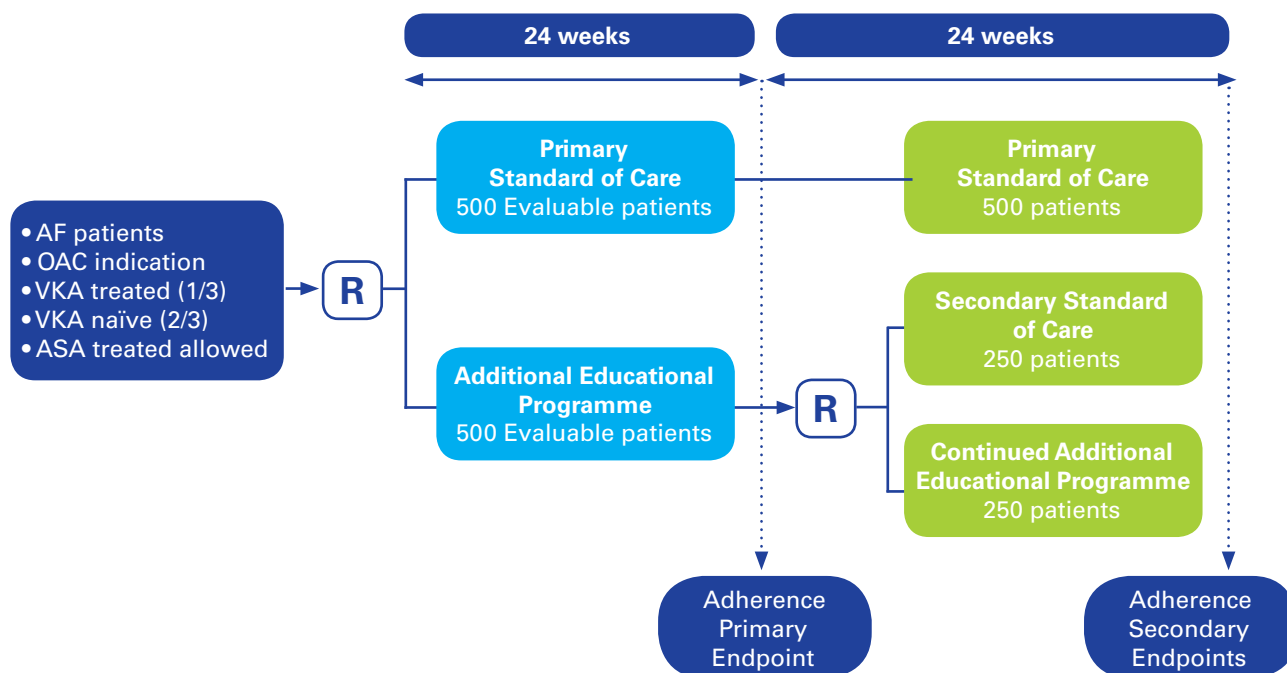 24 weeks
24 weeks
• AF patients
• OAC indication
• VKA treated (1/3)
• VKA naïve (2/3)
• ASA treated allowed
R
Primary
Standard of Care
500 Evaluable patients
Additional Educational
Programme
500 Evaluable patients
R
Primary
Standard of Care
500 patients
Secondary Standard
of Care
250 patients
Continued Additional
Educational Programme
250 patients
Adherence
Primary
Endpoint
Adherence
Secondary
Endpoints